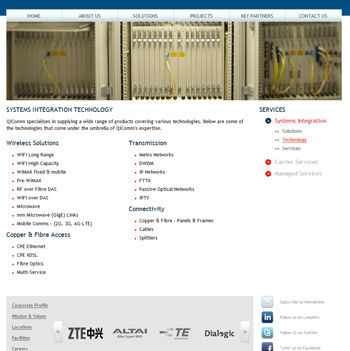 HOME ABOUT US SOLUTIONS PROJECTS KEY PARTNERS CONTACT US
SYSTEMS INTEGRATION TECHNOLOGY
QIComm specialises in supplying a wide range of products covering various technologies. Below are some of
the technologies that come under the umbrella of QIComm's expertise.
Wireless Solutions
WiFi Long Range
WiFi High Capacity
WiMAX fixed & mobile
Pre-WiMAX
RF over Fibre DAS
WiFi over DAS
Microwave
mm Microwave (GigE) Links
Mobile Comms - (2G, 3G, 4G-LTE)
Copper & Fibre Access
CPE Ethernet
CPE XDSL
Fibre Optics
Multi-Service
Transmission
Metro Networks
DWDM
IP Networks
FTTX
Passive Optical Networks
IPTV
Connectivity
Copper & Fibre - Panels & Frames
Cables
Splitters
SERVICES
Systems Integration
Solutions
Technology
Services
Carrier Services
Managed Services
Corporate Profile
Mission & Values
Locations
Facilities
Careers
ZTE中兴
ALTAI
Altai Super WiFi
TE
connectivity
Dialogic
Subscribe to Newsletter
Follow us on LinkedIn
Follow us on Twitter
"Like" us on Facebook